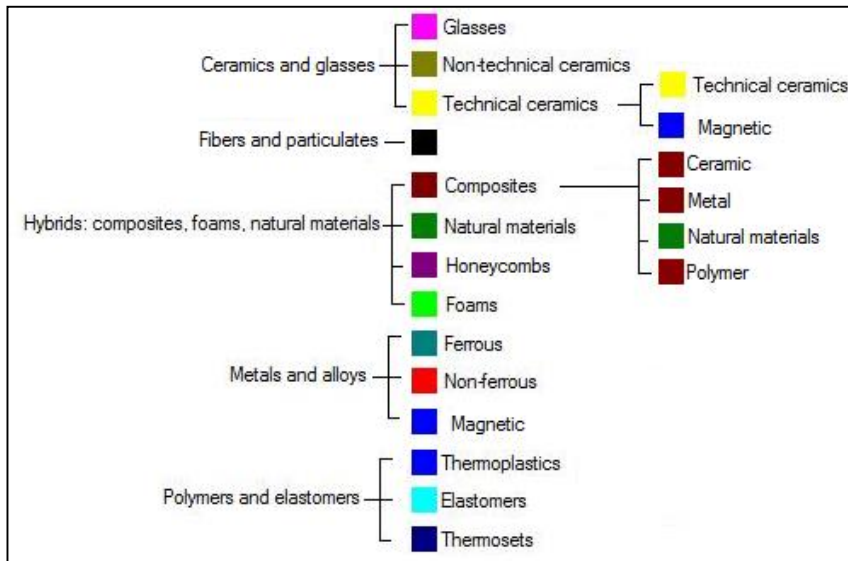 Glasses
Ceramics and glasses
Non-technical ceramics
Technical ceramics
Technical ceramics
Magnetic
Fibers and particulates
Composites
Ceramic
Metal
Hybrids: composites, foams, natural materials
Natural materials
Natural materials
Honeycombs
Polymer
Foams
Ferrous
Metals and alloys
Non-ferrous
Magnetic
Thermoplastics
Polymers and elastomers
Elastomers
Thermosets